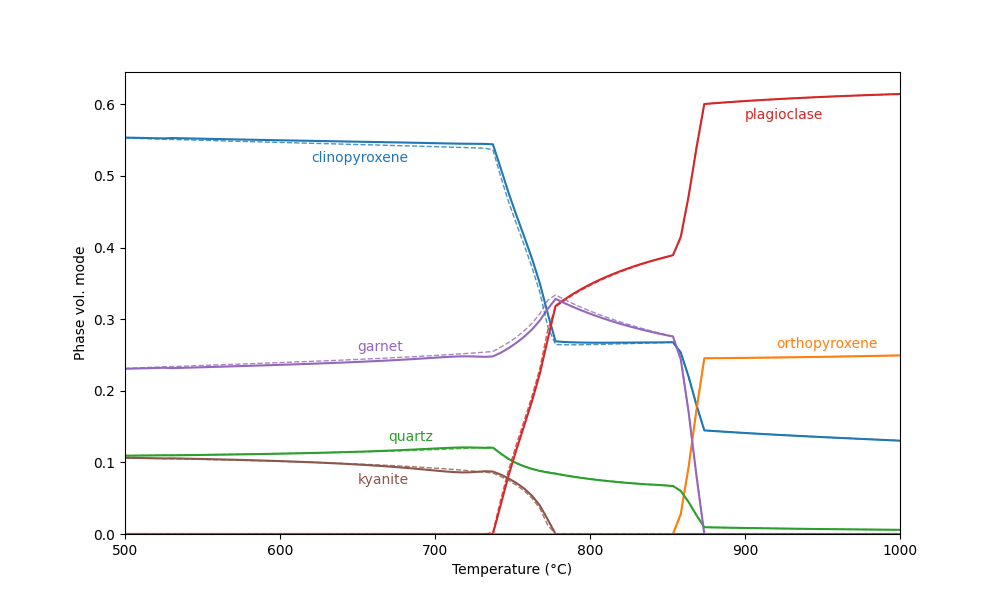 0.6
0.5
0.4
0.3
0.2
0.1
0.0
Phase vol. mode
plagioclase
clinopyroxene
garnet
orthopyroxene
quartz
kyanite
500
600
700
800
900
1000
Temperature (°C)